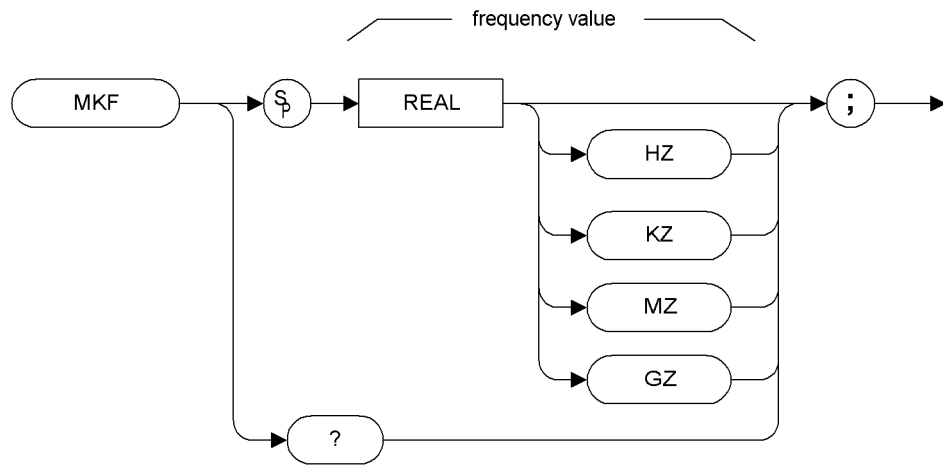 frequency value
MKF
SP
REAL
;
HZ
KZ
MZ
GZ
?